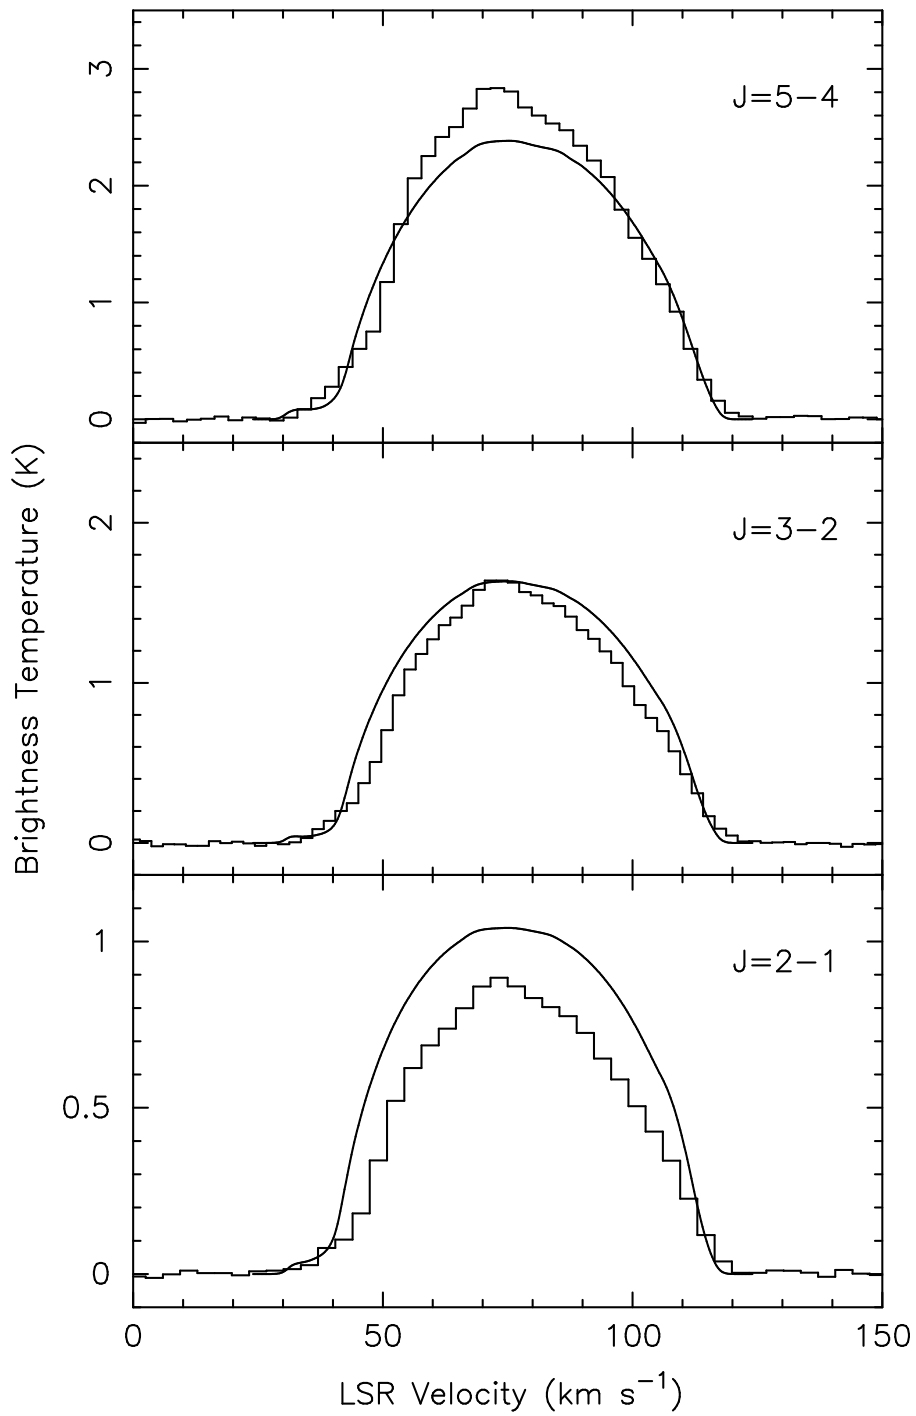 3
J=5−4
2
1
0
Brightness Temperature (K)
2
J=3−2
1
0
1
J=2−1
0.5
0
0 50 100 150
LSR Velocity (km s⁻¹)